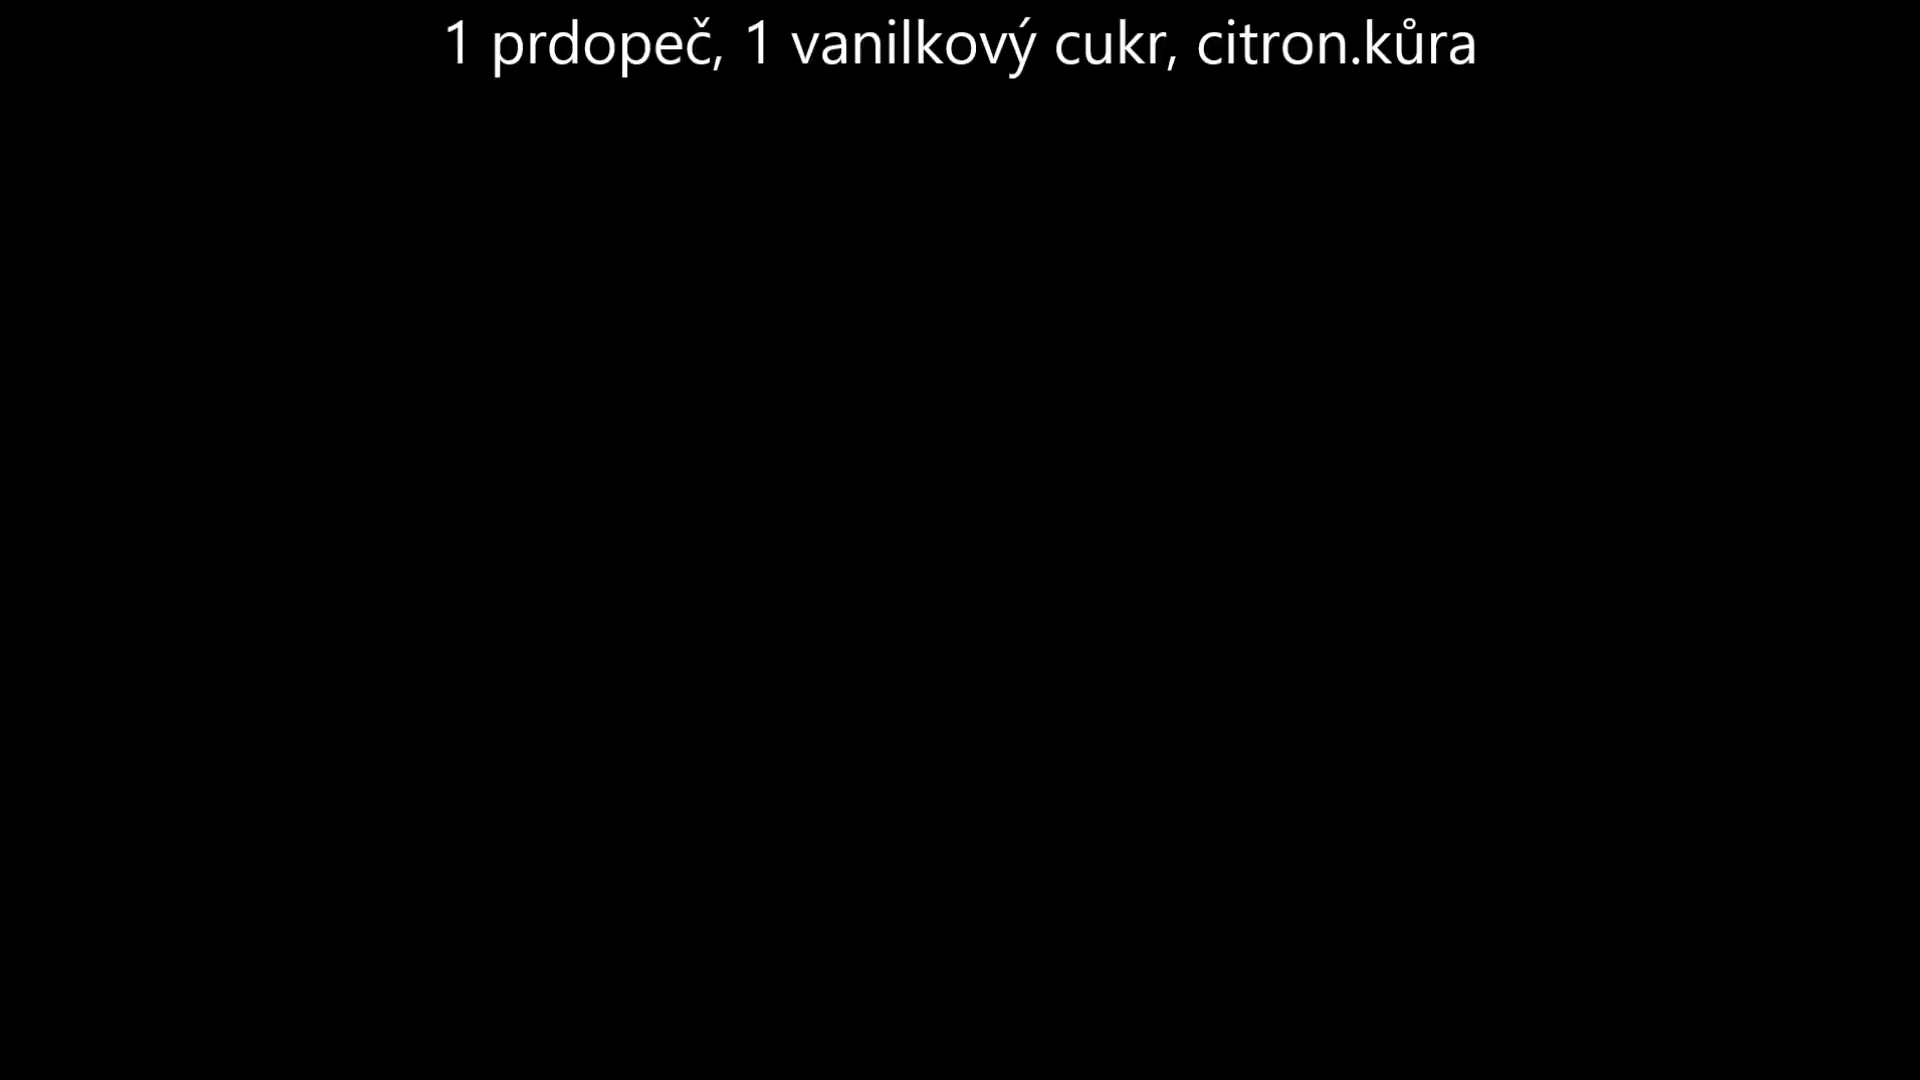 1 prdopeč, 1 vanilkový cukr, citron.kůra